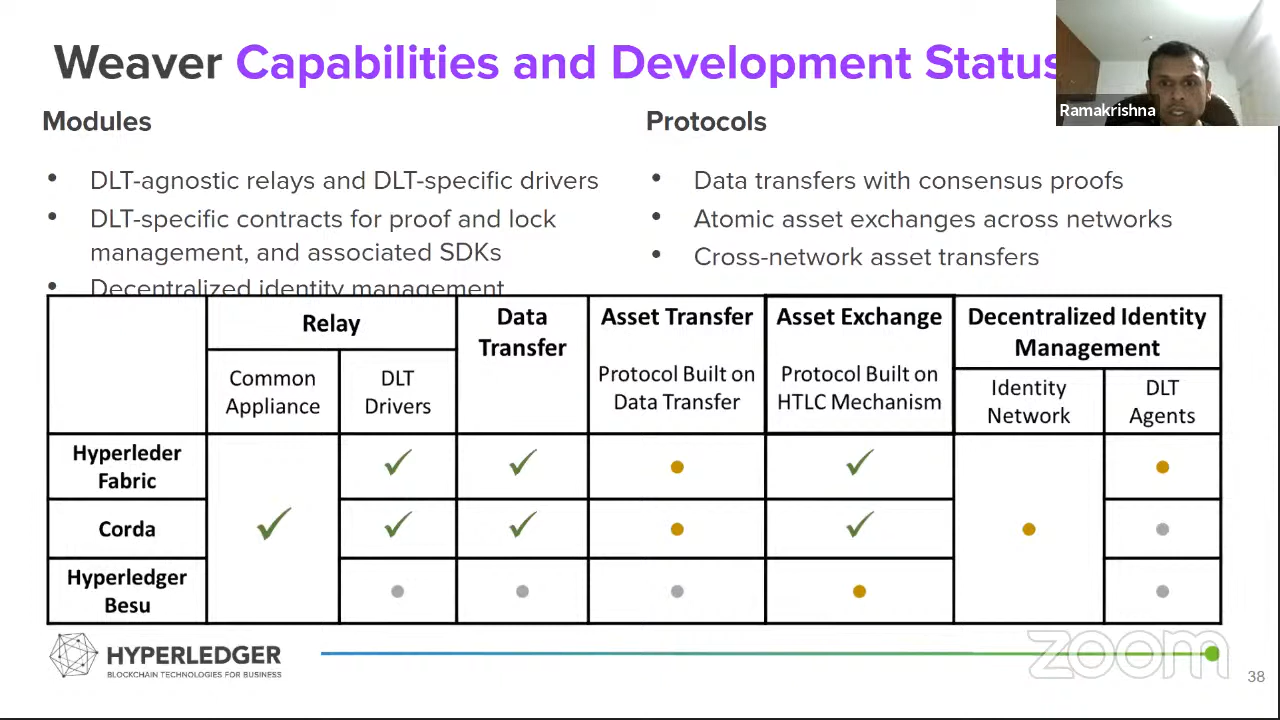 Weaver Capabilities and Development Status
Ramakrishna
Modules
DLT-agnostic relays and DLT-specific drivers
DLT-specific contracts for proof and lock
management, and associated SDKs
Decentralized identity management
Protocols
Data transfers with consensus proofs
Atomic asset exchanges across networks
Cross-network asset transfers
Relay
Common
Appliance
DLT
Drivers
Data
Transfer
Asset Transfer
Protocol Built on
Data Transfer
Asset Exchange
Protocol Built on
HTLC Mechanism
Decentralized Identity
Management
Identity
Network
DLT
Agents
Hyperleder
Fabric
Corda
Hyperledger
Besu
HYPERLEDGER
BLOCKCHAIN TECHNOLOGIES FOR BUSINESS
zoom
38